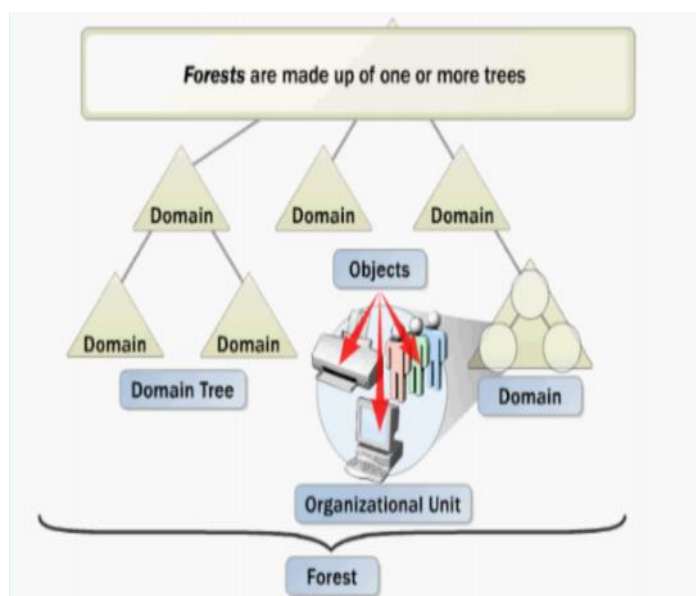 Forests are made up of one or more trees
Domain
Domain
Domain
Objects
Domain
Domain
Domain Tree
Domain
Organizational Unit
Forest